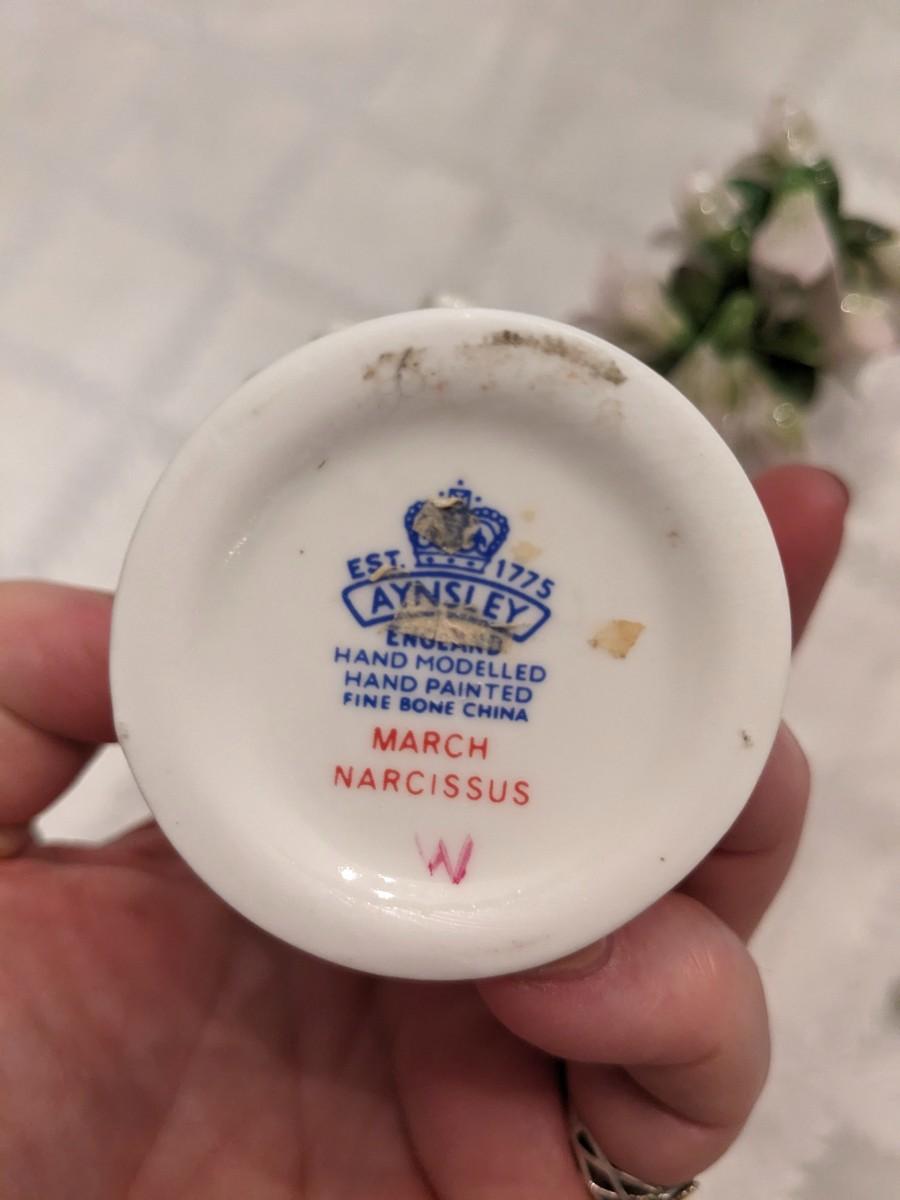 EST. 1775
AYNSLEY
ENGLAND
HAND MODELLED
HAND PAINTED
FINE BONE CHINA
MARCH
NARCISSUS
W